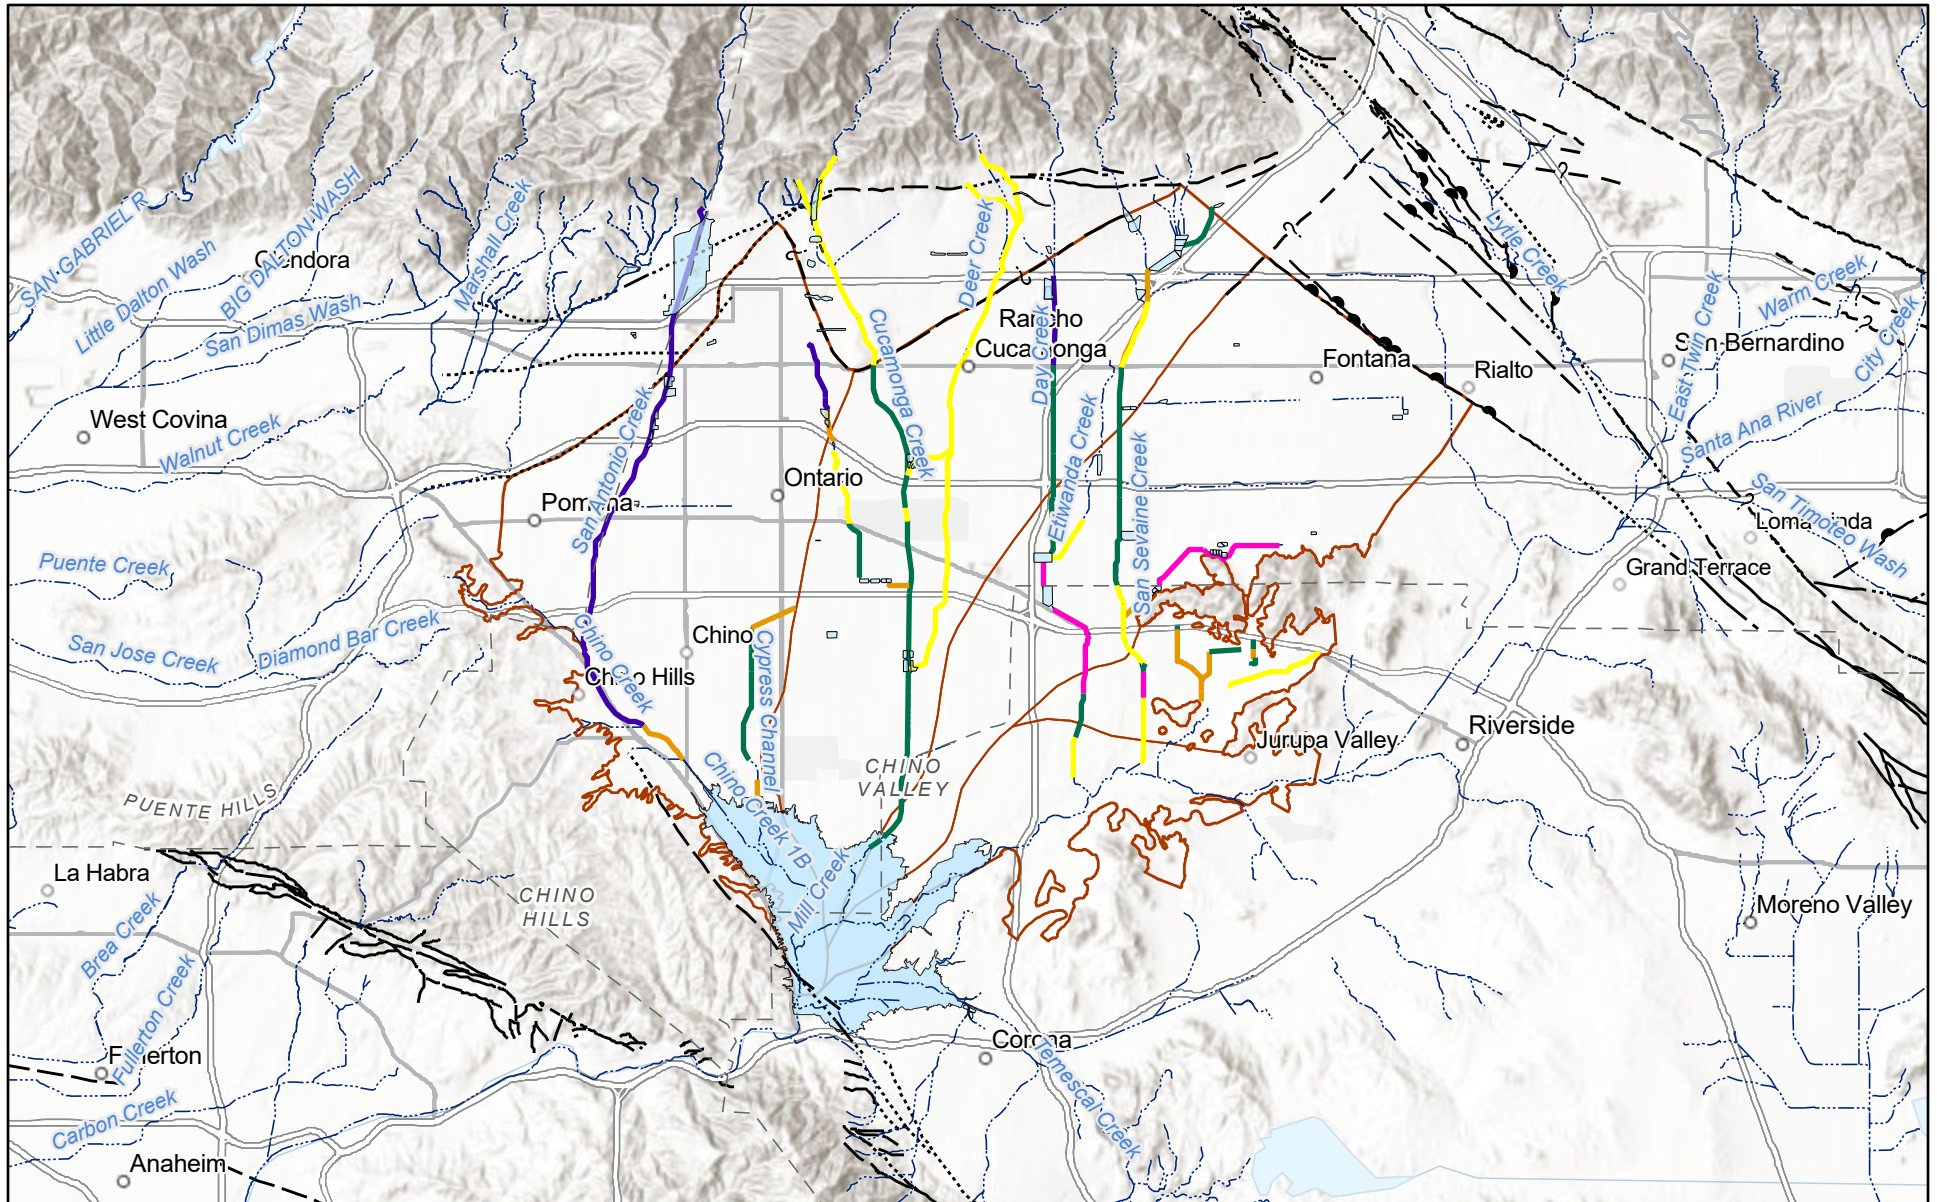 SAN GABRIEL R
Little Dalton Wash
Glendora
BIG DALTON WASH
San Dimas Wash
Marshall Creek
West Covina
Walnut Creek
Pomona
San Antonio Creek
Ontario
Cucamonga Creek
Deer Creek
Rancho
Cucamonga
Day Creek
Etiwanda Creek
San Sevaine Creek
Fontana
Rialto
Lytle Creek
East Twin Creek
Warm Creek
City Creek
San Bernardino
Santa Ana River
San Timoteo Wash
Loma Linda
Grand Terrace
Puente Creek
San Jose Creek
Diamond Bar Creek
Chino Creek
Chino
Chino Hills
Cypress Channel
Chino Creek 1B
Mill Creek
CHINO
VALLEY
Jurupa Valley
Riverside
PUENTE HILLS
La Habra
CHINO
HILLS
Brea Creek
Fullerton Creek
Fullerton
Carbon Creek
Anaheim
Corona
Temescal Creek
Moreno Valley
?
?
?
?
?
?
?
?